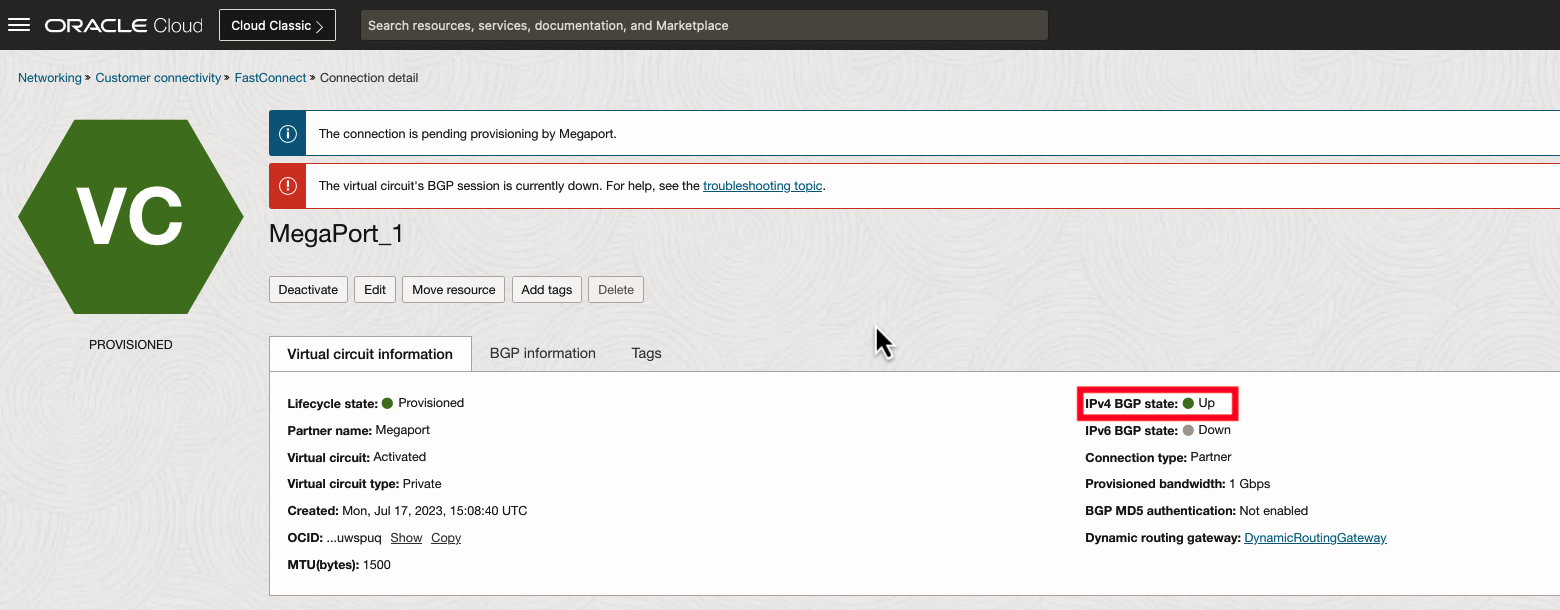 ORACLE Cloud
Cloud Classic >
Search resources, services, documentation, and Marketplace
Networking » Customer connectivity » FastConnect » Connection detail
VC
PROVISIONED
The connection is pending provisioning by Megaport.
The virtual circuit's BGP session is currently down. For help, see the troubleshooting topic.
MegaPort_1
Deactivate
Edit
Move resource
Add tags
Delete
Virtual circuit information
BGP information
Tags
Lifecycle state: Provisioned
Partner name: Megaport
Virtual circuit: Activated
Virtual circuit type: Private
Created: Mon, Jul 17, 2023, 15:08:40 UTC
OCID: ...uwspuq Show Copy
MTU(bytes): 1500
IPv4 BGP state: Up
IPv6 BGP state: Down
Connection type: Partner
Provisioned bandwidth: 1 Gbps
BGP MD5 authentication: Not enabled
Dynamic routing gateway: DynamicRoutingGateway